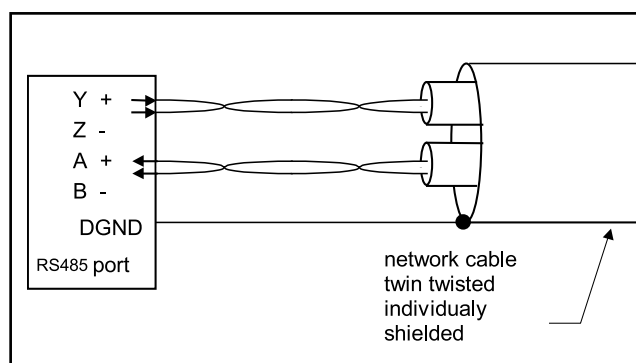 Y +
Z -
A +
B -
DGND
RS485 port
network cable
twin twisted
individualy
shielded